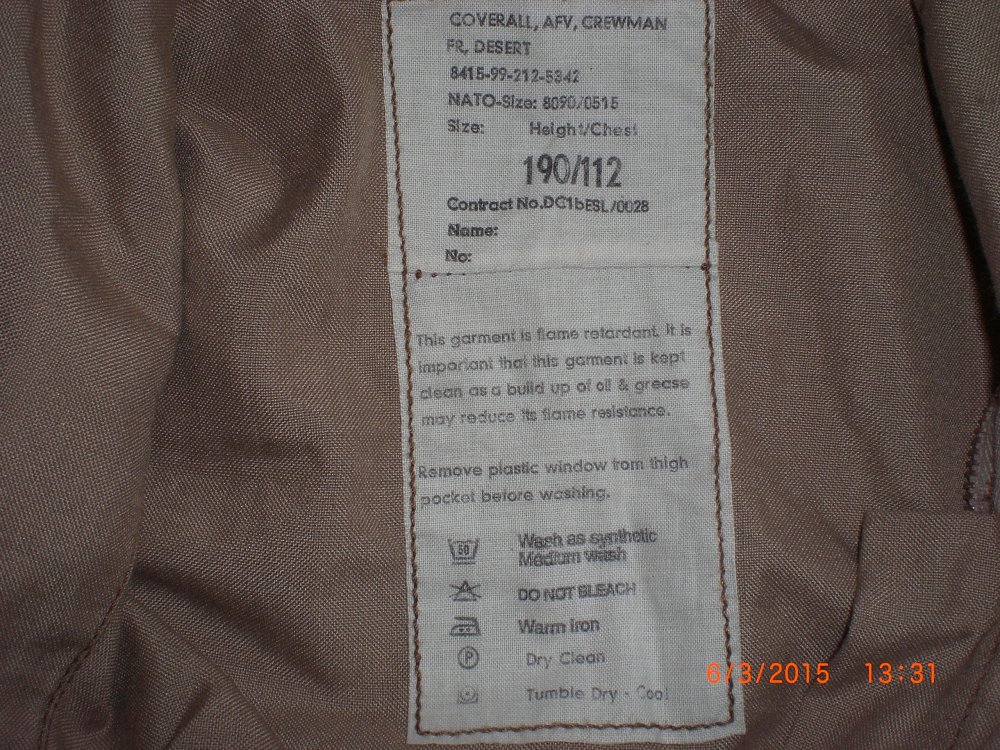 COVERALL, AFV, CREWMAN
FR, DESERT
8415-99-212-5342
NATO-Size: 8090/0515
Size: Height/Chest
190/112
Contract No.DC1bESL/0028
Name:
No:
This garment is flame retardant. It is
important that this garment is kept
clean as a build up of oil & grease
may reduce its flame resistance.
Remove plastic window from thigh
pocket before washing.
50 Wash as synthetic
Medium wash
DO NOT BLEACH
Warm iron
P Dry Clean
Tumble Dry - Cool
6/3/2015 13:31